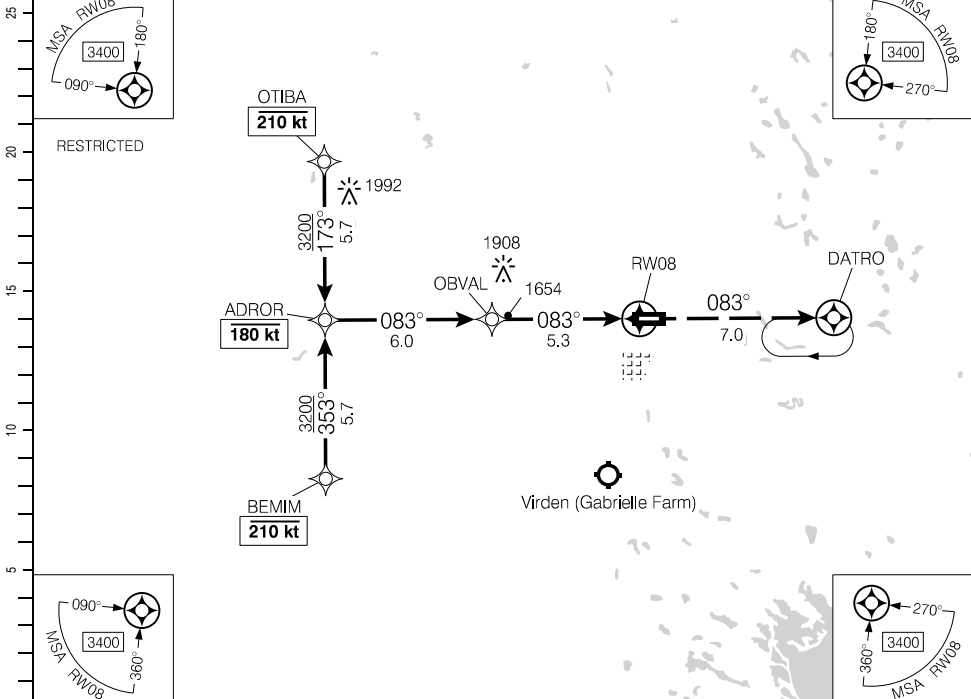 25
MSA RW08
180°
3400
090°
MSA RW08
180°
3400
270°
OTIBA
210 kt
RESTRICTED
20
1992
3200
173°
5.7
1908
RW08
DATRO
OBVAL
1654
15
ADROR
180 kt
083°
6.0
083°
5.3
083°
7.0
3200
353°
5.7
10
BEMIM
210 kt
Virden (Gabrielle Farm)
5
090°
3400
MSA RW08
360°
270°
3400
360°
MSA RW08